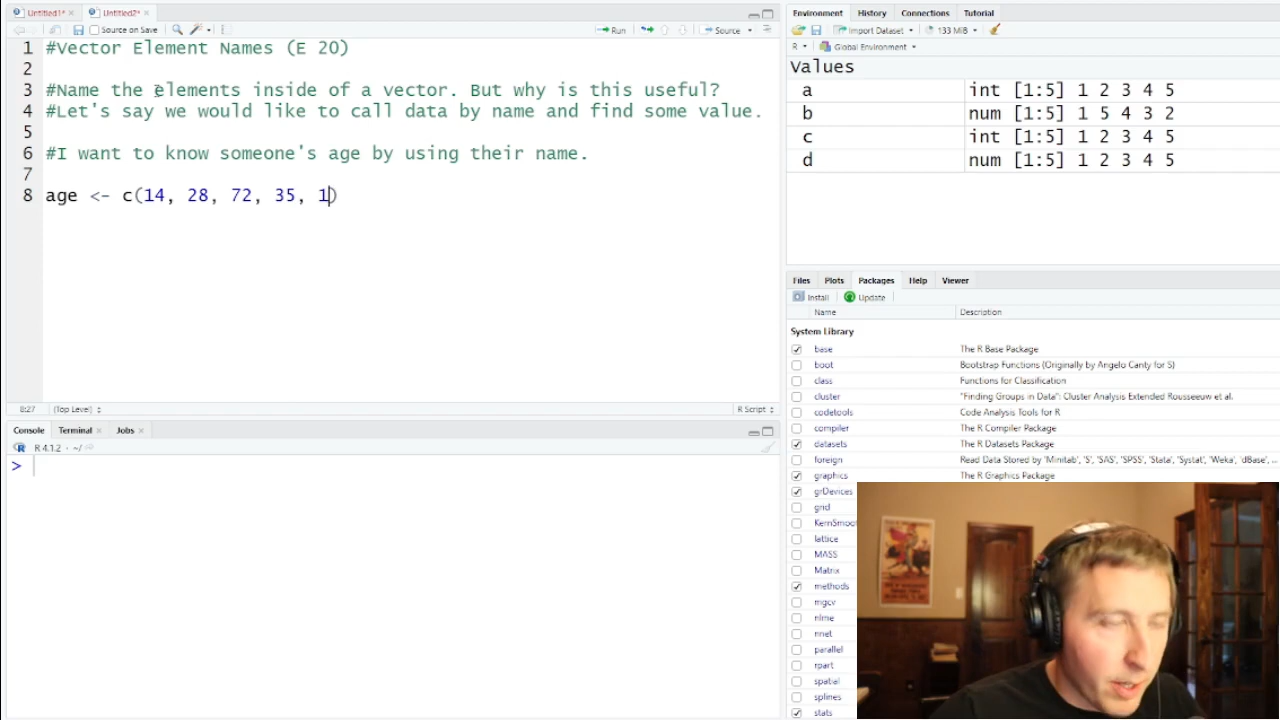 Untitled1* Untitled2*
Source on Save Run Source
1 #Vector Element Names (E 20)
2
3 #Name the elements inside of a vector. But why is this useful?
4 #Let's say we would like to call data by name and find some value.
5
6 #I want to know someone's age by using their name.
7
8 age <- c(14, 28, 72, 35, 1)
8:27 (Top Level) R Script
Console Terminal Jobs
R 4.1.2 · ~/
>
Environment History Connections Tutorial
Import Dataset 133 MiB
R Global Environment
Values
a int [1:5] 1 2 3 4 5
b num [1:5] 1 5 4 3 2
c int [1:5] 1 2 3 4 5
d num [1:5] 1 2 3 4 5
Files Plots Packages Help Viewer
Install Update
Name Description
System Library
base The R Base Package
boot Bootstrap Functions (Originally by Angelo Canty for S)
class Functions for Classification
cluster "Finding Groups in Data": Cluster Analysis Extended Rousseeuw et al.
codetools Code Analysis Tools for R
compiler The R Compiler Package
datasets The R Datasets Package
foreign Read Data Stored by 'Minitab', 'S', 'SAS', 'SPSS', 'Stata', 'Systat', 'Weka', 'dBase', ...
graphics The R Graphics Package
grDevices
grid
KernSmoo
lattice
MASS
Matrix
methods
mgcv
nlme
nnet
parallel
rpart
spatial
splines
stats